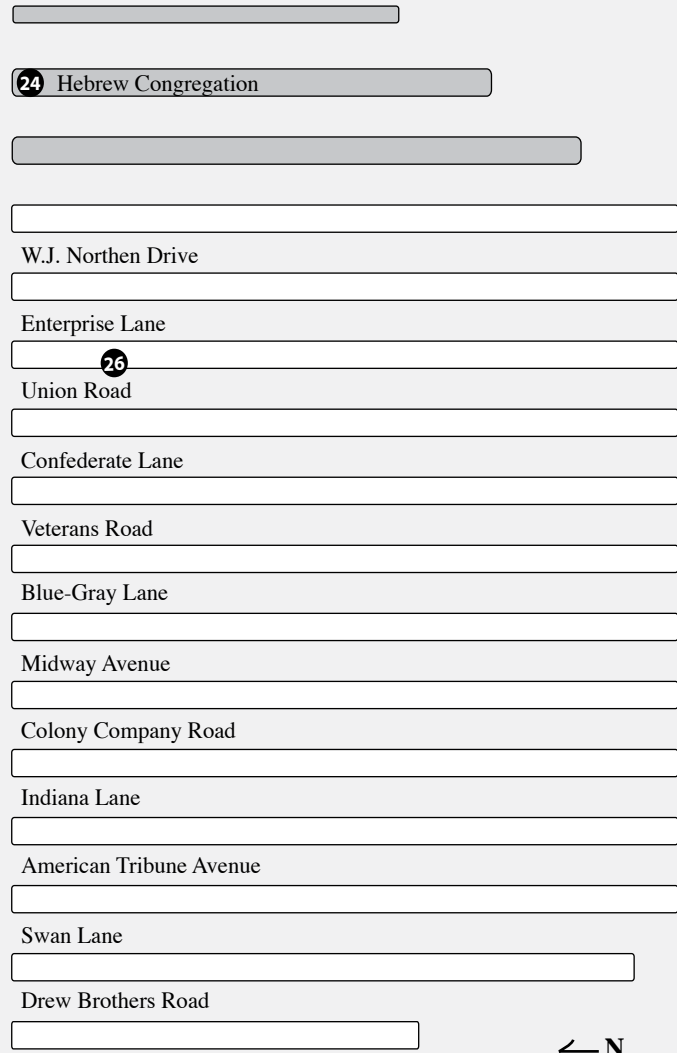 24 Hebrew Congregation
W.J. Northen Drive
Enterprise Lane
26
Union Road
Confederate Lane
Veterans Road
Blue-Gray Lane
Midway Avenue
Colony Company Road
Indiana Lane
American Tribune Avenue
Swan Lane
Drew Brothers Road
N